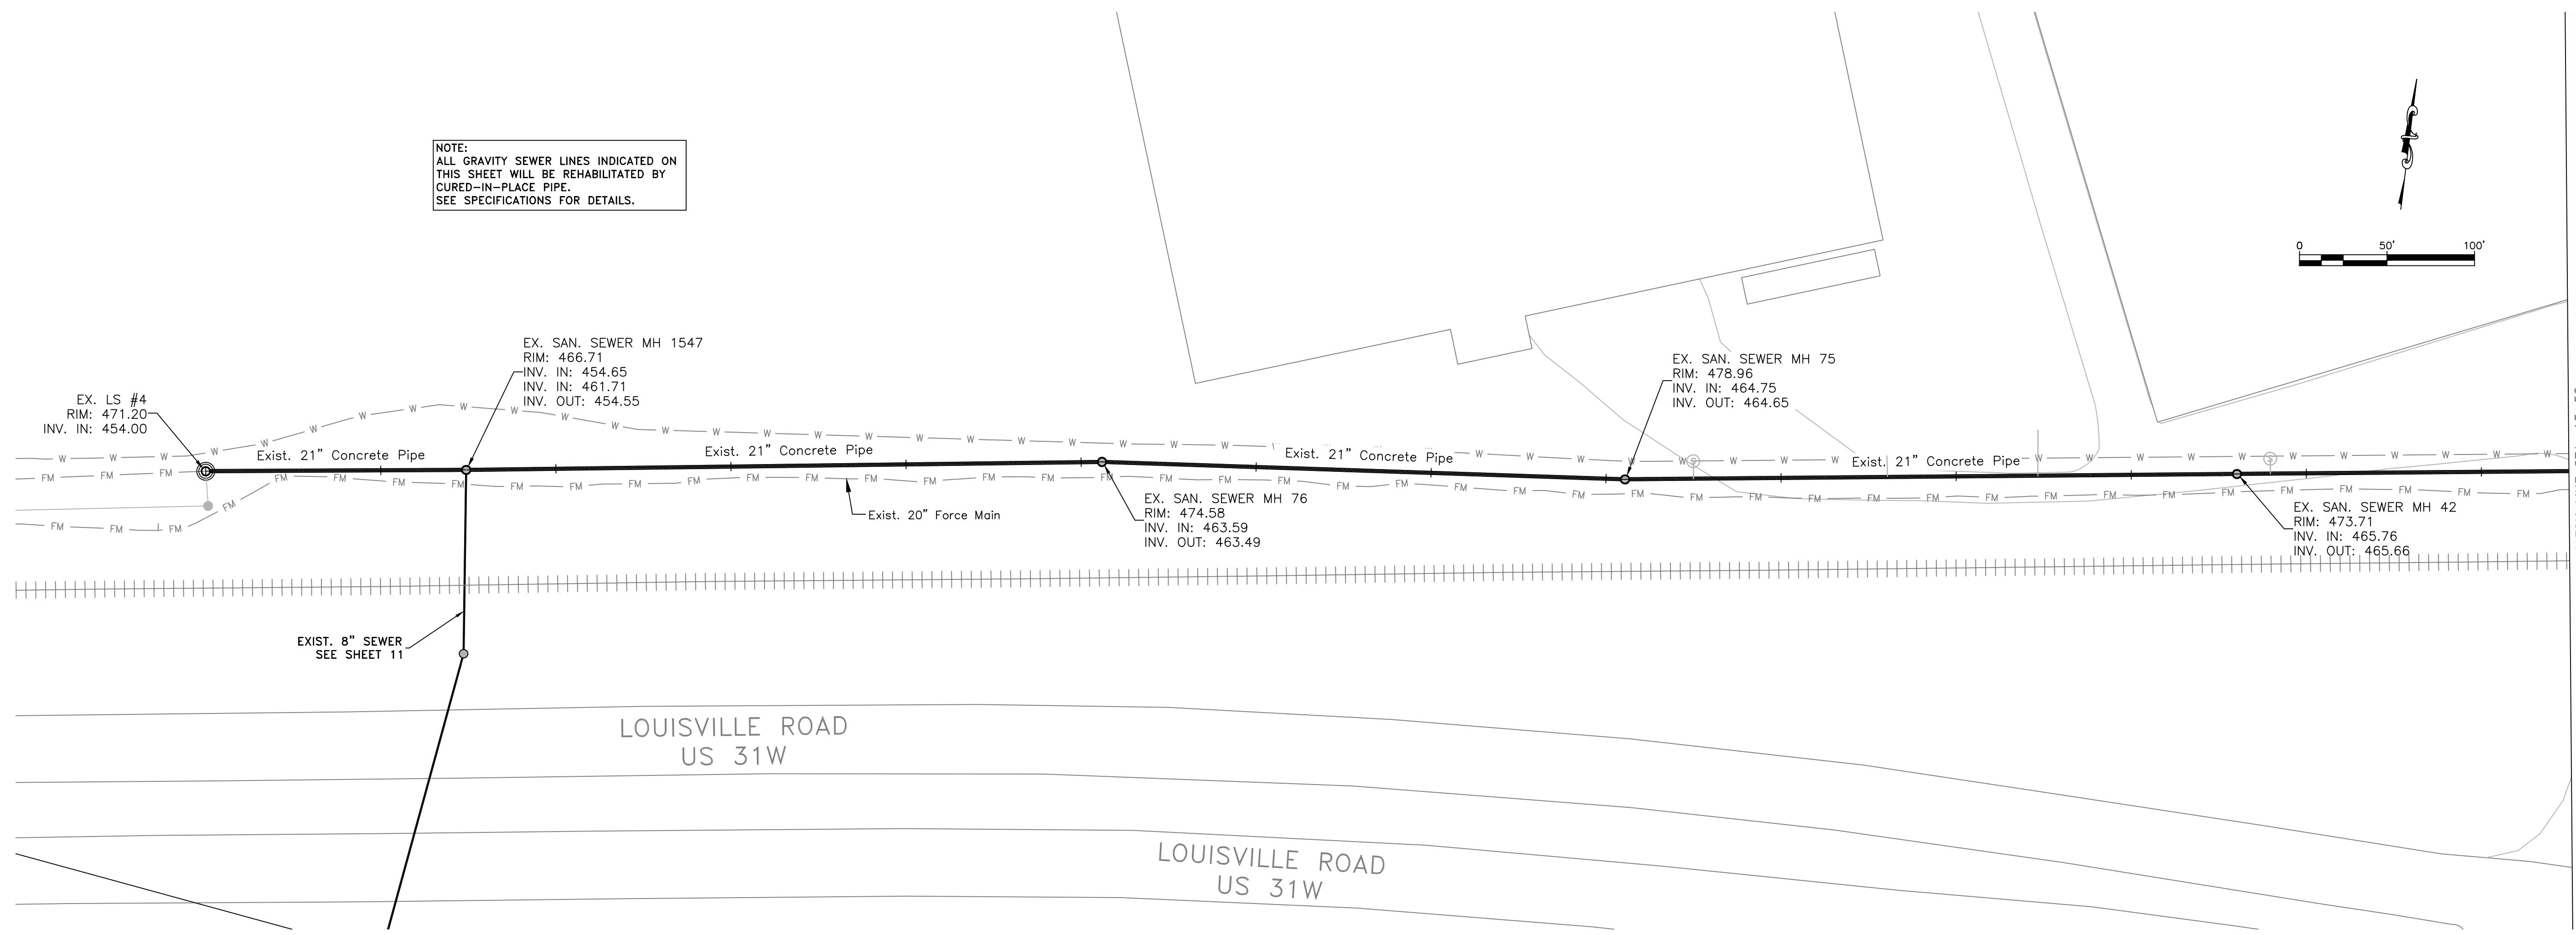 NOTE:
ALL GRAVITY SEWER LINES INDICATED ON
THIS SHEET WILL BE REHABILITATED BY
CURED-IN-PLACE PIPE.
SEE SPECIFICATIONS FOR DETAILS.
0 50' 100'
EX. SAN. SEWER MH 1547
RIM: 466.71
INV. IN: 454.65
INV. IN: 461.71
INV. OUT: 454.55
EX. SAN. SEWER MH 75
RIM: 478.96
INV. IN: 464.75
INV. OUT: 464.65
EX. LS #4
RIM: 471.20
INV. IN: 454.00
Exist. 21" Concrete Pipe
Exist. 21" Concrete Pipe
Exist. 21" Concrete Pipe
Exist. 21" Concrete Pipe
Exist. 20" Force Main
EX. SAN. SEWER MH 76
RIM: 474.58
INV. IN: 463.59
INV. OUT: 463.49
EX. SAN. SEWER MH 42
RIM: 473.71
INV. IN: 465.76
INV. OUT: 465.66
EXIST. 8" SEWER
SEE SHEET 11
LOUISVILLE ROAD
US 31W
LOUISVILLE ROAD
US 31W